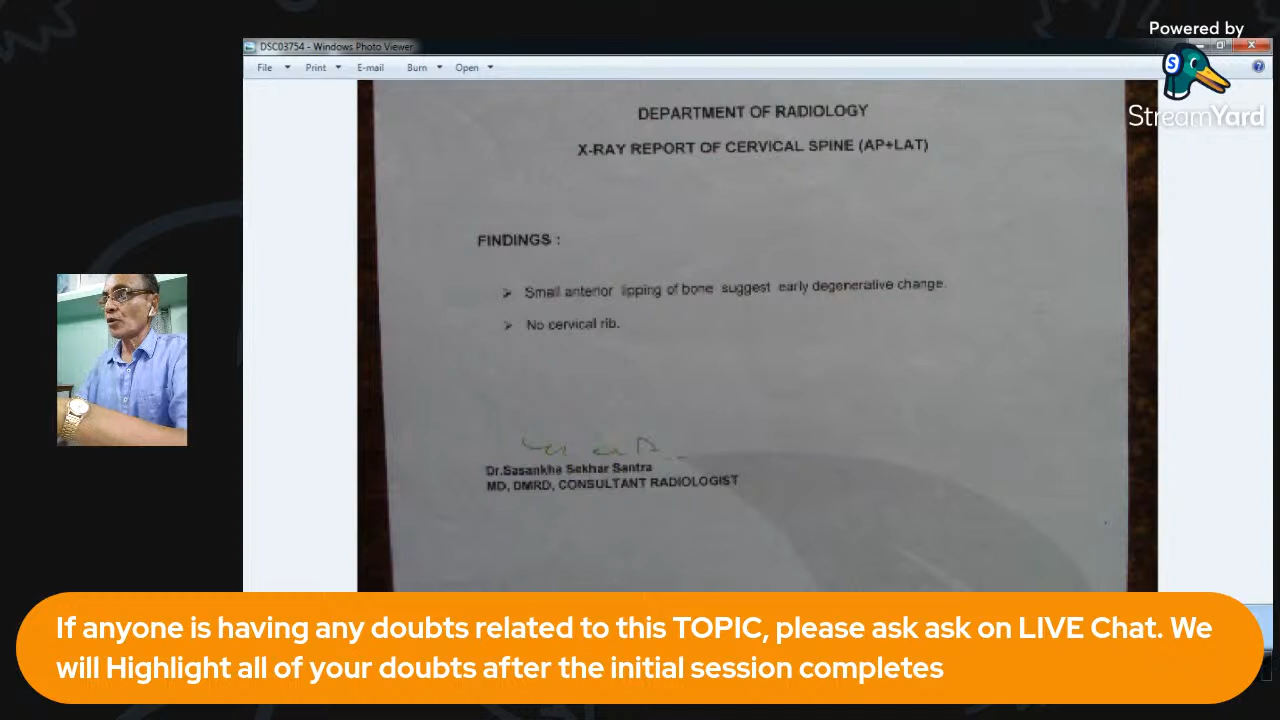 Powered by
StreamYard
DSC03754 - Windows Photo Viewer
File Print E-mail Burn Open
DEPARTMENT OF RADIOLOGY
X-RAY REPORT OF CERVICAL SPINE (AP+LAT)
FINDINGS :
Small anterior lipping of bone suggest early degenerative change.
No cervical rib.
Dr.Sasankha Sekhar Santra
MD, DMRD, CONSULTANT RADIOLOGIST
If anyone is having any doubts related to this TOPIC, please ask ask on LIVE Chat. We
will Highlight all of your doubts after the initial session completes